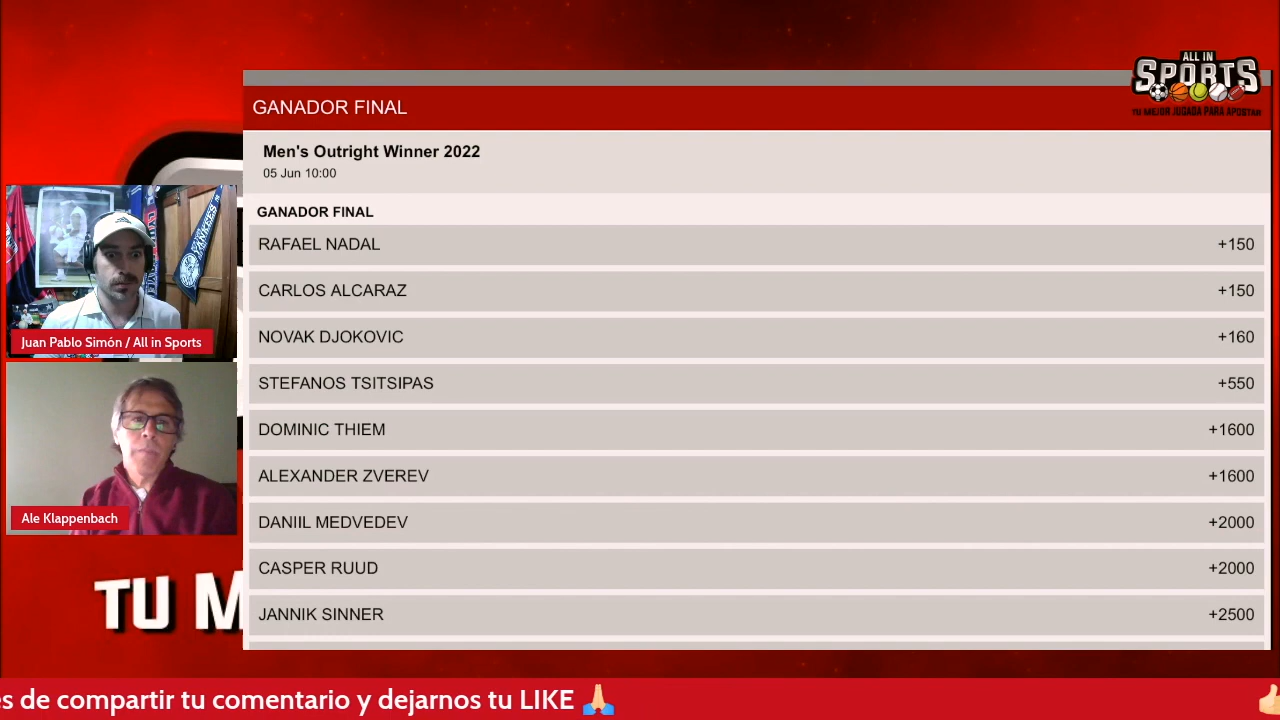 ALL IN
SPORTS
TU MEJOR JUGADA PARA APOSTAR
GANADOR FINAL
Men's Outright Winner 2022
05 Jun 10:00
GANADOR FINAL
RAFAEL NADAL +150
CARLOS ALCARAZ +150
NOVAK DJOKOVIC +160
STEFANOS TSITSIPAS +550
DOMINIC THIEM +1600
ALEXANDER ZVEREV +1600
DANIIL MEDVEDEV +2000
CASPER RUUD +2000
JANNIK SINNER +2500
YANKEES
Juan Pablo Simón / All in Sports
Ale Klappenbach
TU M
es de compartir tu comentario y dejarnos tu LIKE 🙏